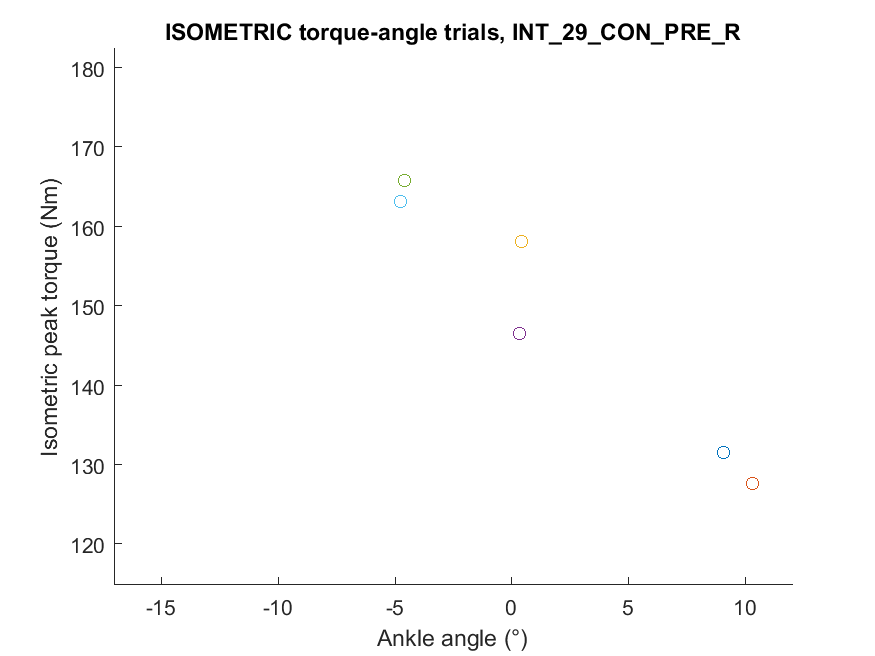 ISOMETRIC torque-angle trials, INT_29_CON_PRE_R
180
170
160
150
140
130
120
Isometric peak torque (Nm)
-15 -10 -5 0 5 10
Ankle angle (°)